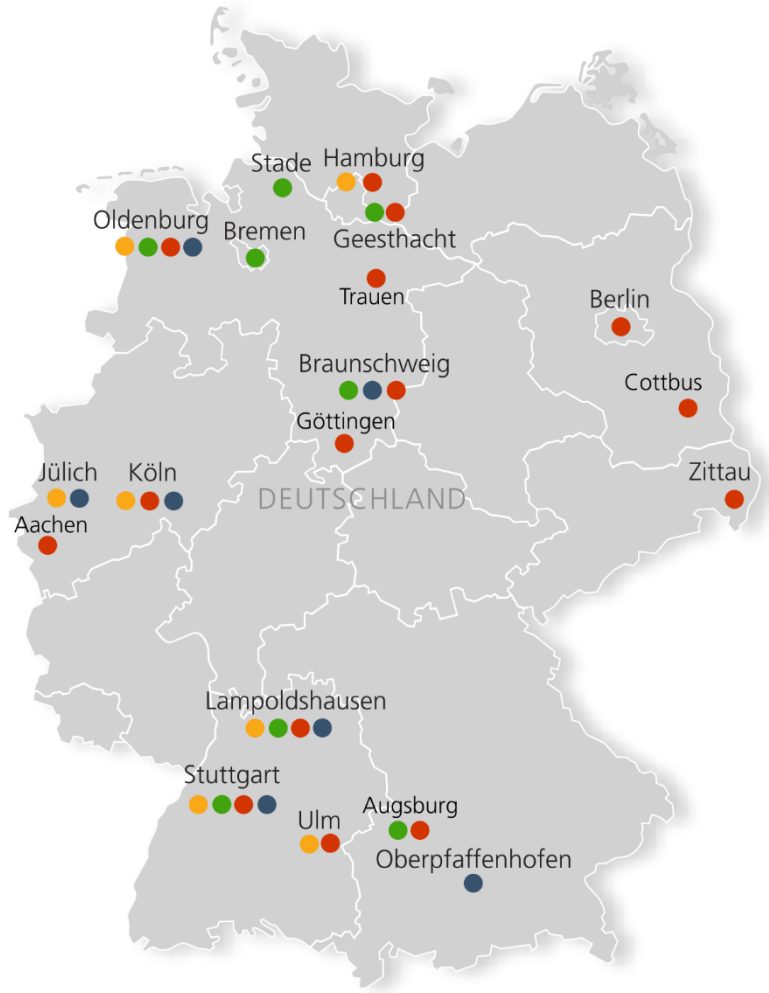 Stade
Hamburg
Oldenburg
Bremen
Geesthacht
Trauen
Berlin
Braunschweig
Cottbus
Göttingen
Jülich
Köln
Zittau
DEUTSCHLAND
Aachen
Lampoldshausen
Stuttgart
Augsburg
Ulm
Oberpfaffenhofen